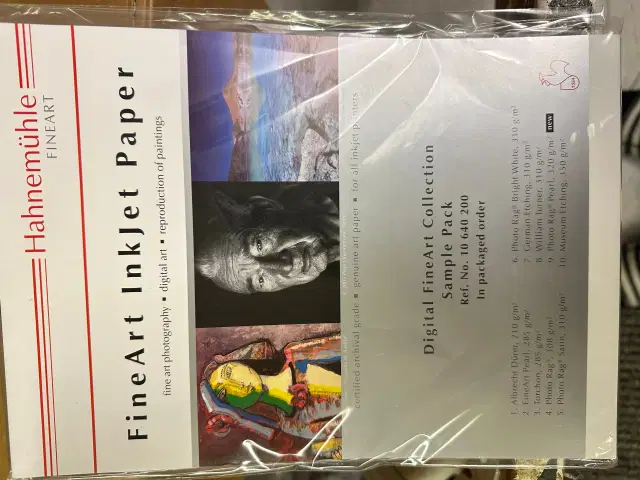 Hahnemühle
FINEART
FineArt InkJet Paper
fine art photography ▪ digital art ▪ reproduction of paintings
certified archival grade ▪ genuine art paper ▪ for all inkjet printers
Digital FineArt Collection
Sample Pack
Ref. No. 10 640 200
In packaged order
1. Albrecht Dürer, 210 g/m²
2. FineArt Pearl, 285 g/m²
3. Torchon, 285 g/m²
4. Photo Rag®, 308 g/m²
5. Photo Rag® Satin, 310 g/m²
6. Photo Rag® Bright White, 310 g/m²
7. German Etching, 310 g/m²
8. William Turner, 310 g/m²
9. Photo Rag® Pearl, 320 g/m² new
10. Museum Etching, 350 g/m²